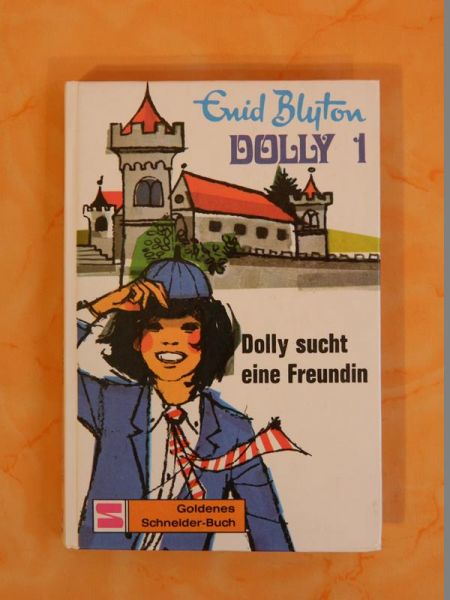 Enid Blyton
DOLLY 1
Dolly sucht
eine Freundin
Goldenes
Schneider-Buch